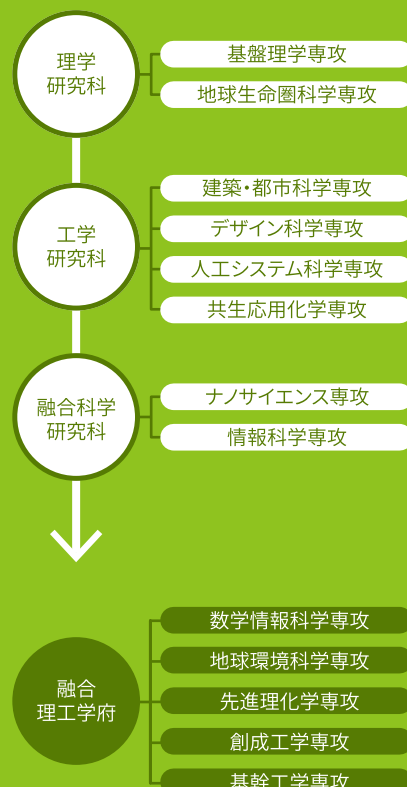 理学
研究科
基盤理学専攻
地球生命圏科学専攻
工学
研究科
建築・都市科学専攻
デザイン科学専攻
人工システム科学専攻
共生応用化学専攻
融合科学
研究科
ナノサイエンス専攻
情報科学専攻
融合
理工学府
数学情報科学専攻
地球環境科学専攻
先進理化学専攻
創成工学専攻
基幹工学専攻